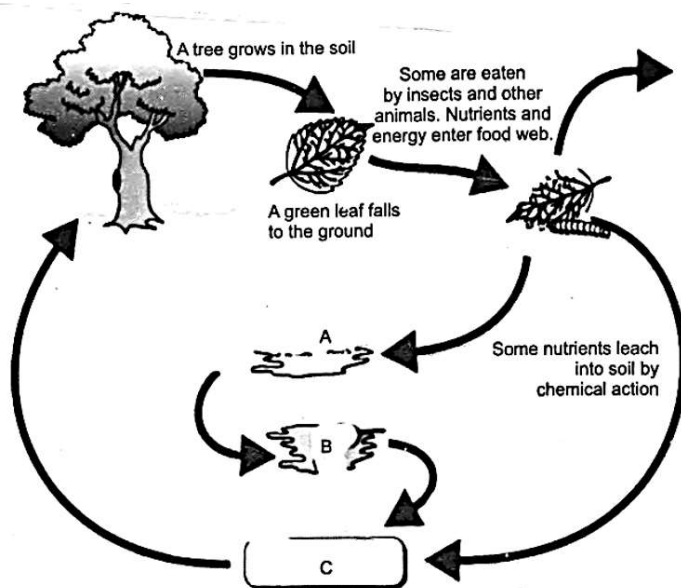 A tree grows in the soil
Some are eaten
by insects and other
animals. Nutrients and
energy enter food web.
A green leaf falls
to the ground
A
Some nutrients leach
into soil by
chemical action
B
C